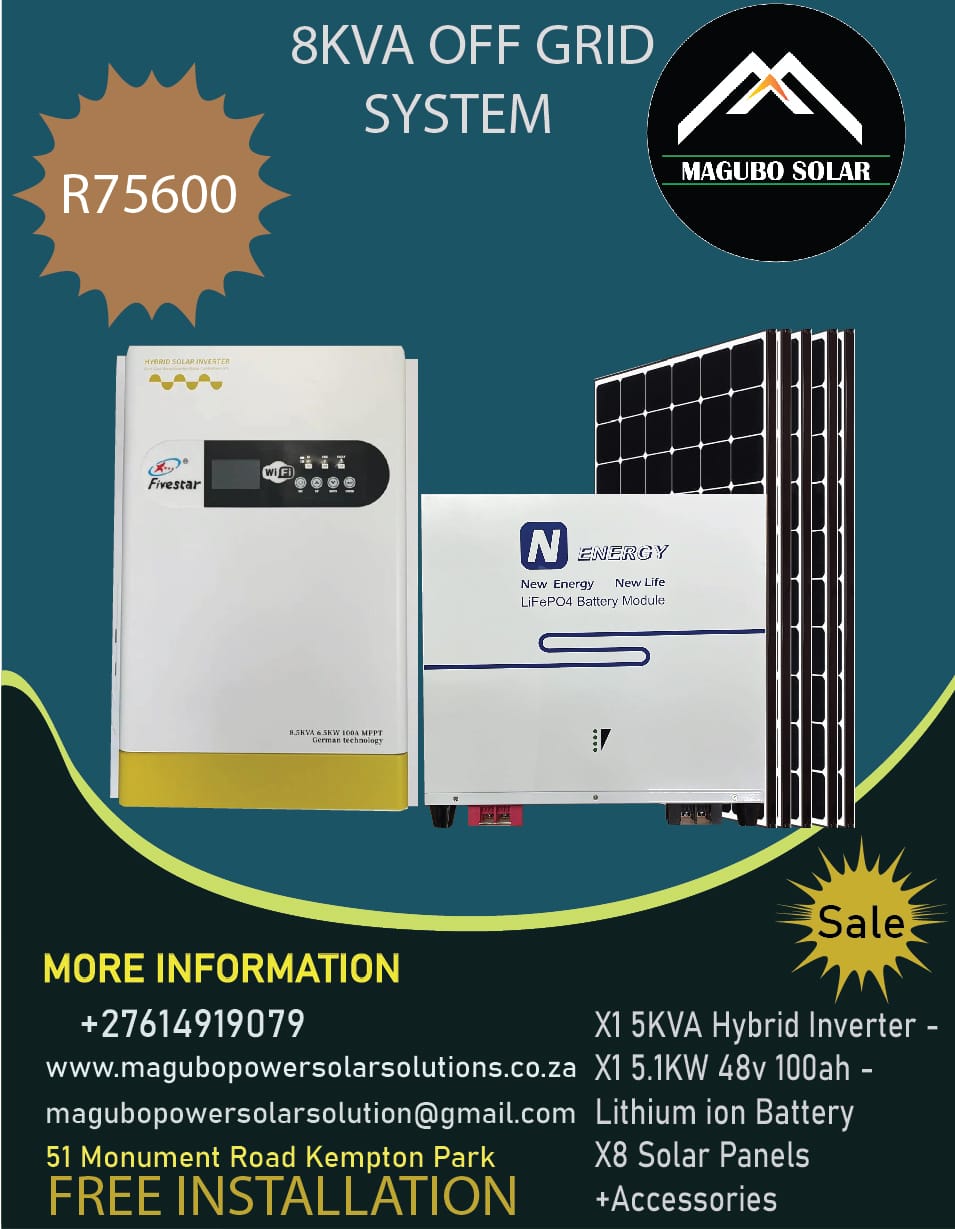 8KVA OFF GRID
SYSTEM
R75600
MAGUBO SOLAR
HYBRID SOLAR INVERTER
Fivestar
WiFi
8.5KVA 6.5KW 100A MPPT
German technology
N ENERGY
New Energy New Life
LiFePO4 Battery Module
Sale
MORE INFORMATION
+27614919079
www.magubopowersolarsolutions.co.za
magubopowersolarsolution@gmail.com
51 Monument Road Kempton Park
FREE INSTALLATION
X1 5KVA Hybrid Inverter -
X1 5.1KW 48v 100ah -
Lithium ion Battery
X8 Solar Panels
+Accessories